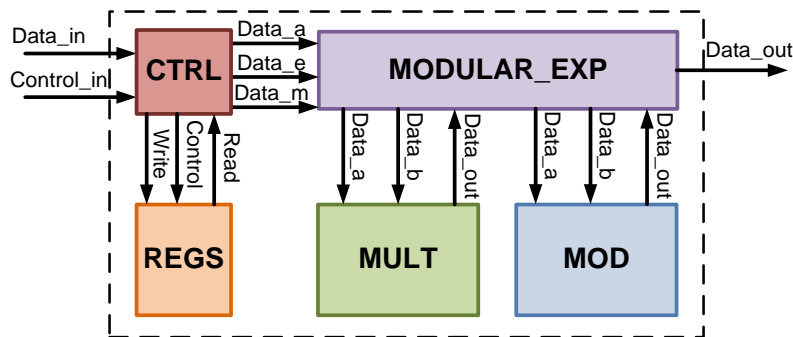 Data_in
Control_in
CTRL
Data_a
Data_e
Data_m
MODULAR_EXP
Data_out
Write
Control
Read
Data_a
Data_b
Data_out
Data_a
Data_b
Data_out
REGS
MULT
MOD